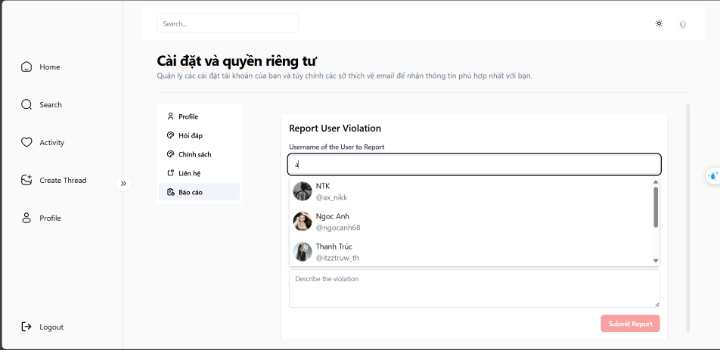 Search...
Home
Search
Activity
Create Thread
Profile
Logout
Cài đặt và quyền riêng tư
Quản lý các cài đặt tài khoản của bạn và tùy chỉnh các sở thích về email để nhận thông tin phù hợp nhất với bạn.
Profile
Hỏi đáp
Chính sách
Liên hệ
Báo cáo
Report User Violation
Username of the User to Report
a
NTK
@ax_nikk
Ngoc Anh
@ngocanh68
Thanh Trúc
@itzztruw_th
Describe the violation
Submit Report